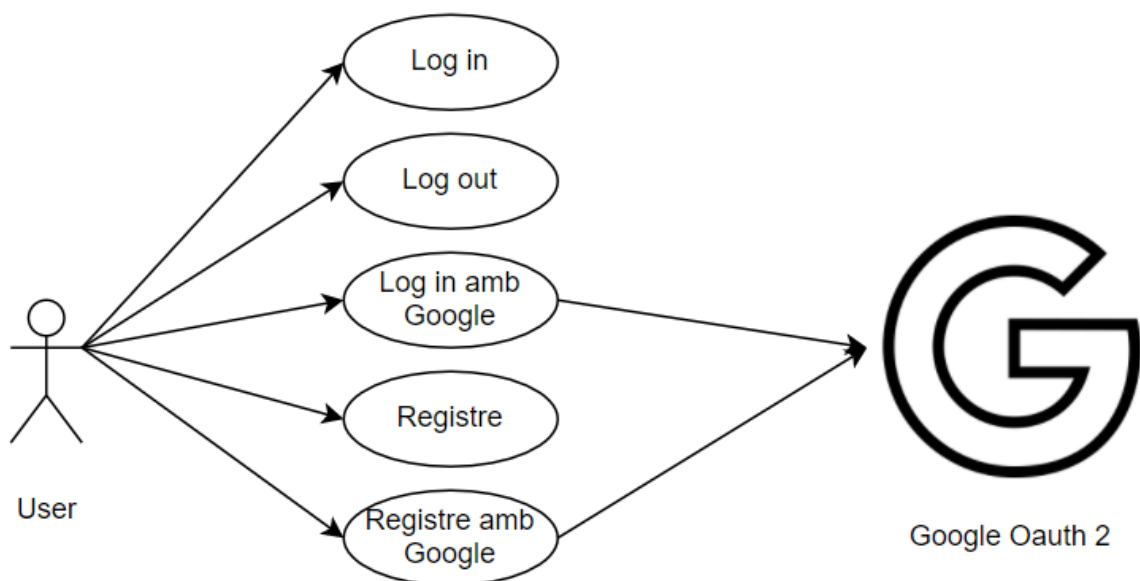 Log in
Log out
Log in amb
Google
Registre
Registre amb
Google
User
Google Oauth 2